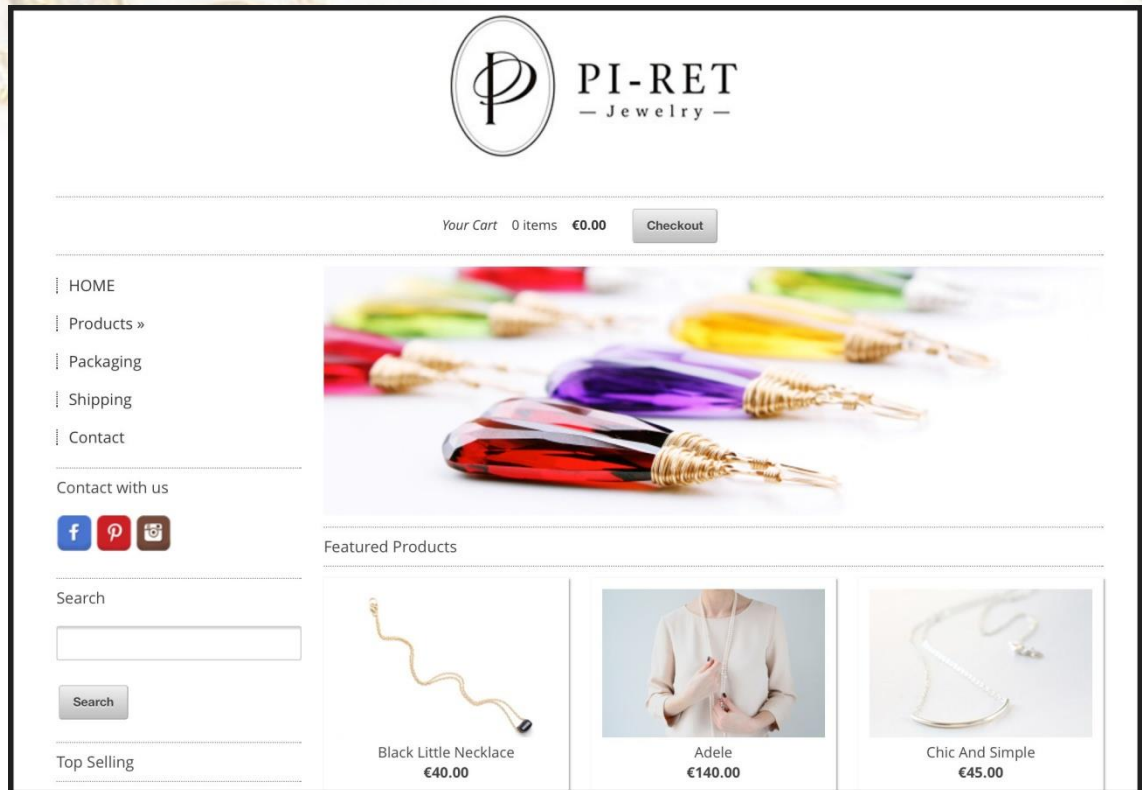 PI-RET
— Jewelry —
Your Cart 0 items €0.00 Checkout
HOME
Products »
Packaging
Shipping
Contact
Contact with us
Search
Search
Top Selling
Featured Products
Black Little Necklace
€40.00
Adele
€140.00
Chic And Simple
€45.00